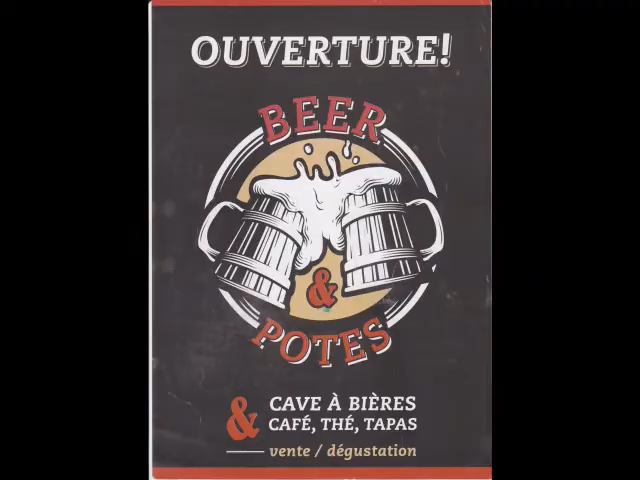 OUVERTURE!
BEER
&
POTES
& CAVE À BIÈRES
CAFÉ, THÉ, TAPAS
vente / dégustation